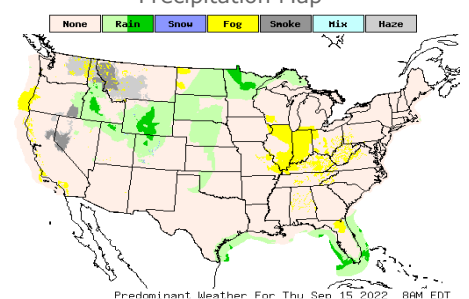 Precipitation Map
None Rain Snow Fog Smoke Mix Haze
Predominant Weather For Thu Sep 15 2022 8AM EDT